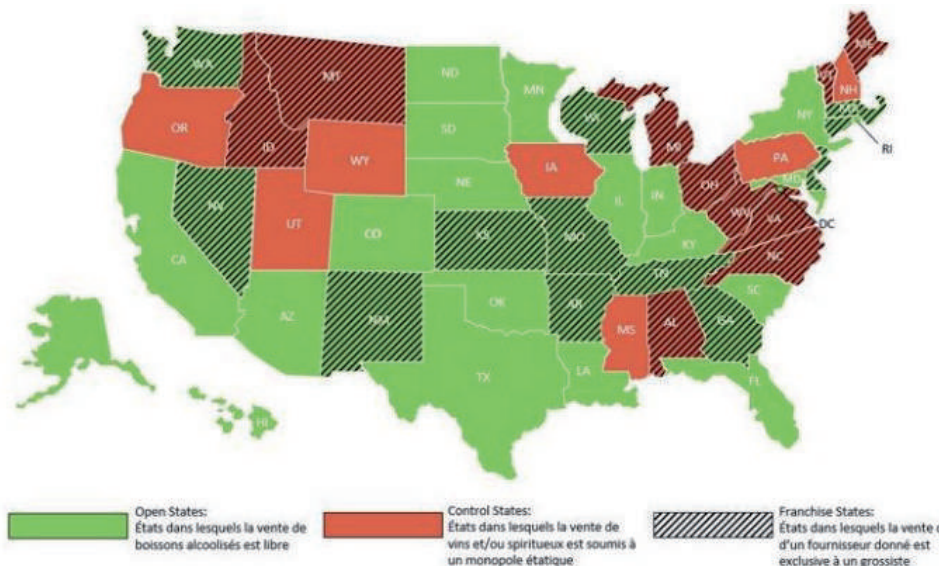 WA
MT
ND
MN
ME
OR
ID
SD
WI
NH
NY
WY
MI
RI
IA
PA
NE
NV
UT
IL
IN
OH
MD
CO
WV
VA
DC
CA
KS
MO
KY
NC
TN
AZ
NM
OK
AR
SC
MS
AL
GA
TX
LA
FL
HI
Open States:
États dans lesquels la vente de
boissons alcoolisés est libre
Control States:
États dans lesquels la vente de
vins et/ou spiritueux est soumis à
un monopole étatique
Franchise States:
États dans lesquels la vente
d'un fournisseur donné est
exclusive à un grossiste